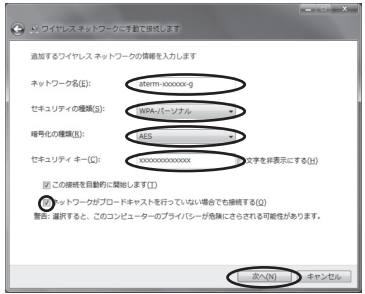 ワイヤレス ネットワークに手動で接続します
追加するワイヤレス ネットワークの情報を入力します
ネットワーク名(E): aterm-xxxxxx-g
セキュリティの種類(S): WPA-パーソナル
暗号化の種類(R): AES
セキュリティ キー(C): xxxxxxxxxxxxx 文字を非表示にする(H)
この接続を自動的に開始します(T)
ネットワークがブロードキャストを行っていない場合でも接続する(O)
警告: 選択すると、このコンピューターのプライバシーが危険にさらされる可能性があります。
次へ(N) キャンセル